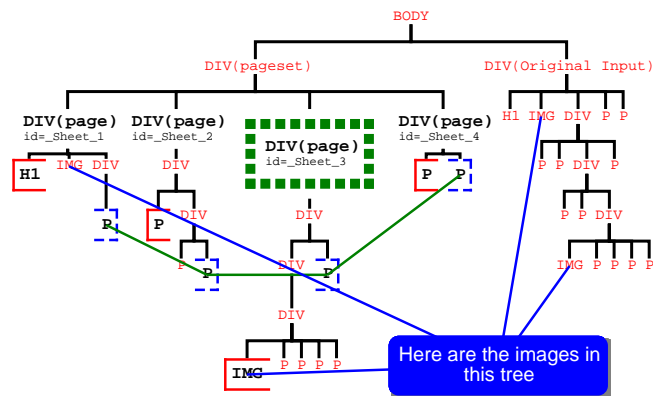 BODY
DIV(pageset) DIV(Original Input)
DIV(page) DIV(page) DIV(page) DIV(page)
id=_Sheet_1 id=_Sheet_2 id=_Sheet_3 id=_Sheet_4
H1 IMG DIV P P
H1 IMG DIV DIV P P
P P DIV P
P P DIV DIV P P DIV
P P DIV P IMG P P P P
DIV
IMG P P P P
Here are the images in
this tree